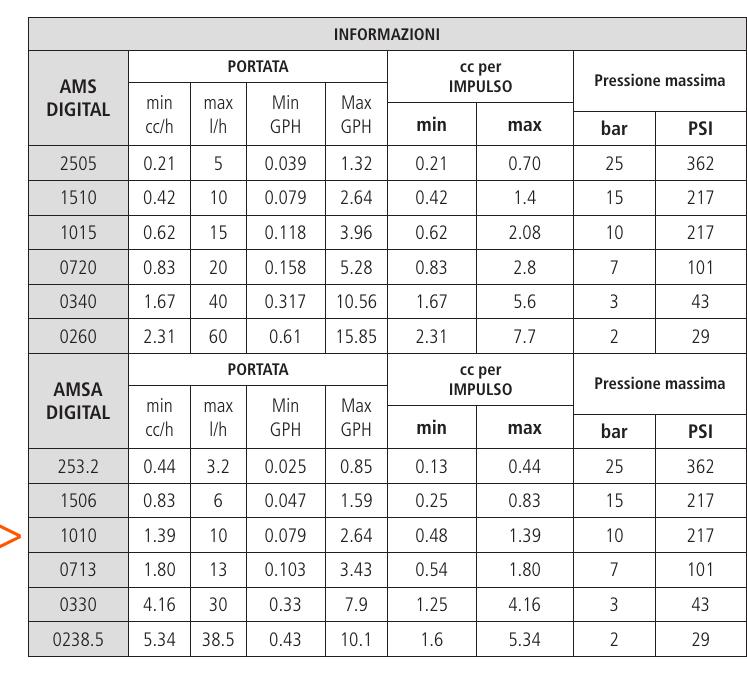 INFORMAZIONI
AMS DIGITAL PORTATA cc per IMPULSO Pressione massima
min cc/h max l/h Min GPH Max GPH min max bar PSI
2505 0.21 5 0.039 1.32 0.21 0.70 25 362
1510 0.42 10 0.079 2.64 0.42 1.4 15 217
1015 0.62 15 0.118 3.96 0.62 2.08 10 217
0720 0.83 20 0.158 5.28 0.83 2.8 7 101
0340 1.67 40 0.317 10.56 1.67 5.6 3 43
0260 2.31 60 0.61 15.85 2.31 7.7 2 29
AMSA DIGITAL PORTATA cc per IMPULSO Pressione massima
min cc/h max l/h Min GPH Max GPH min max bar PSI
253.2 0.44 3.2 0.025 0.85 0.13 0.44 25 362
1506 0.83 6 0.047 1.59 0.25 0.83 15 217
1010 1.39 10 0.079 2.64 0.48 1.39 10 217
0713 1.80 13 0.103 3.43 0.54 1.80 7 101
0330 4.16 30 0.33 7.9 1.25 4.16 3 43
0238.5 5.34 38.5 0.43 10.1 1.6 5.34 2 29